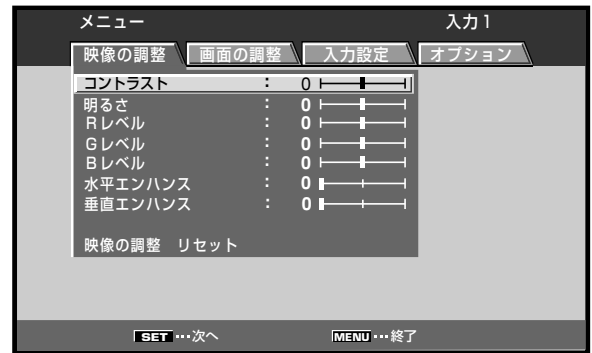 メニュー 入力1
映像の調整 画面の調整 入力設定 オプション
コントラスト : 0
明るさ : 0
Rレベル : 0
Gレベル : 0
Bレベル : 0
水平エンハンス : 0
垂直エンハンス : 0
映像の調整 リセット
SET…次へ MENU…終了